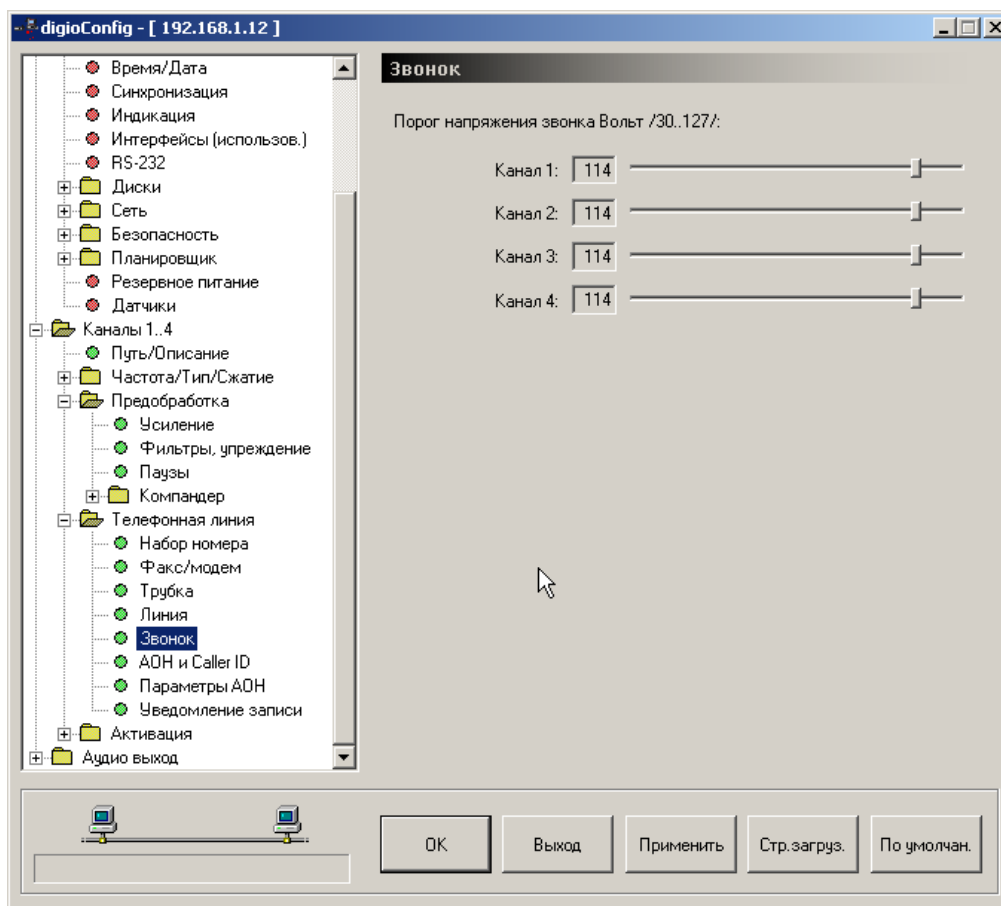 digioConfig - [ 192.168.1.12 ]
Время/Дата
Синхронизация
Индикация
Интерфейсы (использов.)
RS-232
Диски
Сеть
Безопасность
Планировщик
Резервное питание
Датчики
Каналы 1..4
Путь/Описание
Частота/Тип/Сжатие
Предобработка
Усиление
Фильтры, упреждение
Паузы
Компандер
Телефонная линия
Набор номера
Факс/модем
Трубка
Линия
Звонок
АОН и Caller ID
Параметры АОН
Уведомление записи
Активация
Аудио выход
Звонок
Порог напряжения звонка Вольт /30..127/:
Канал 1: 114
Канал 2: 114
Канал 3: 114
Канал 4: 114
OK
Выход
Применить
Стр.загруз.
По умолчан.